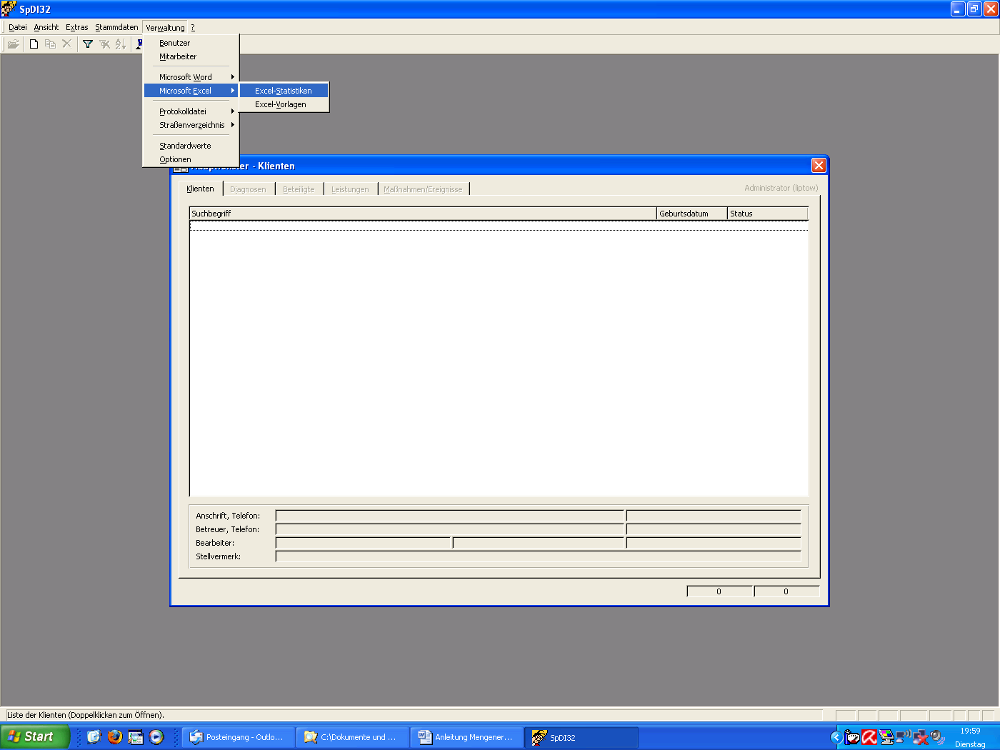 SpDI32
Datei Ansicht Extras Stammdaten Verwaltung ?
Benutzer
Mitarbeiter
Microsoft Word
Microsoft Excel
Excel-Statistiken
Excel-Vorlagen
Protokolldatei
Straßenverzeichnis
Standardwerte
Optionen
- Klienten
Klienten Diagnosen Beteiligte Leistungen Maßnahmen/Ereignisse Administrator (liptow)
Suchbegriff Geburtsdatum Status
Anschrift, Telefon:
Betreuer, Telefon:
Bearbeiter:
Stellvermerk:
0 0
Liste der Klienten (Doppelklicken zum Öffnen).
Start Posteingang - Outlo... C:\Dokumente und ... Anleitung Mengener... SpDI32 19:59
Dienstag